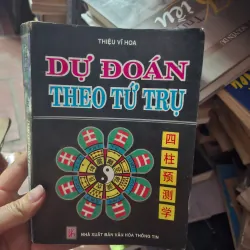 THIỆU VĨ HOA
DỰ ĐOÁN
THEO TỨ TRỤ
四
柱
预
测
学
NHÀ XUẤT BẢN VĂN HÓA THÔNG TIN